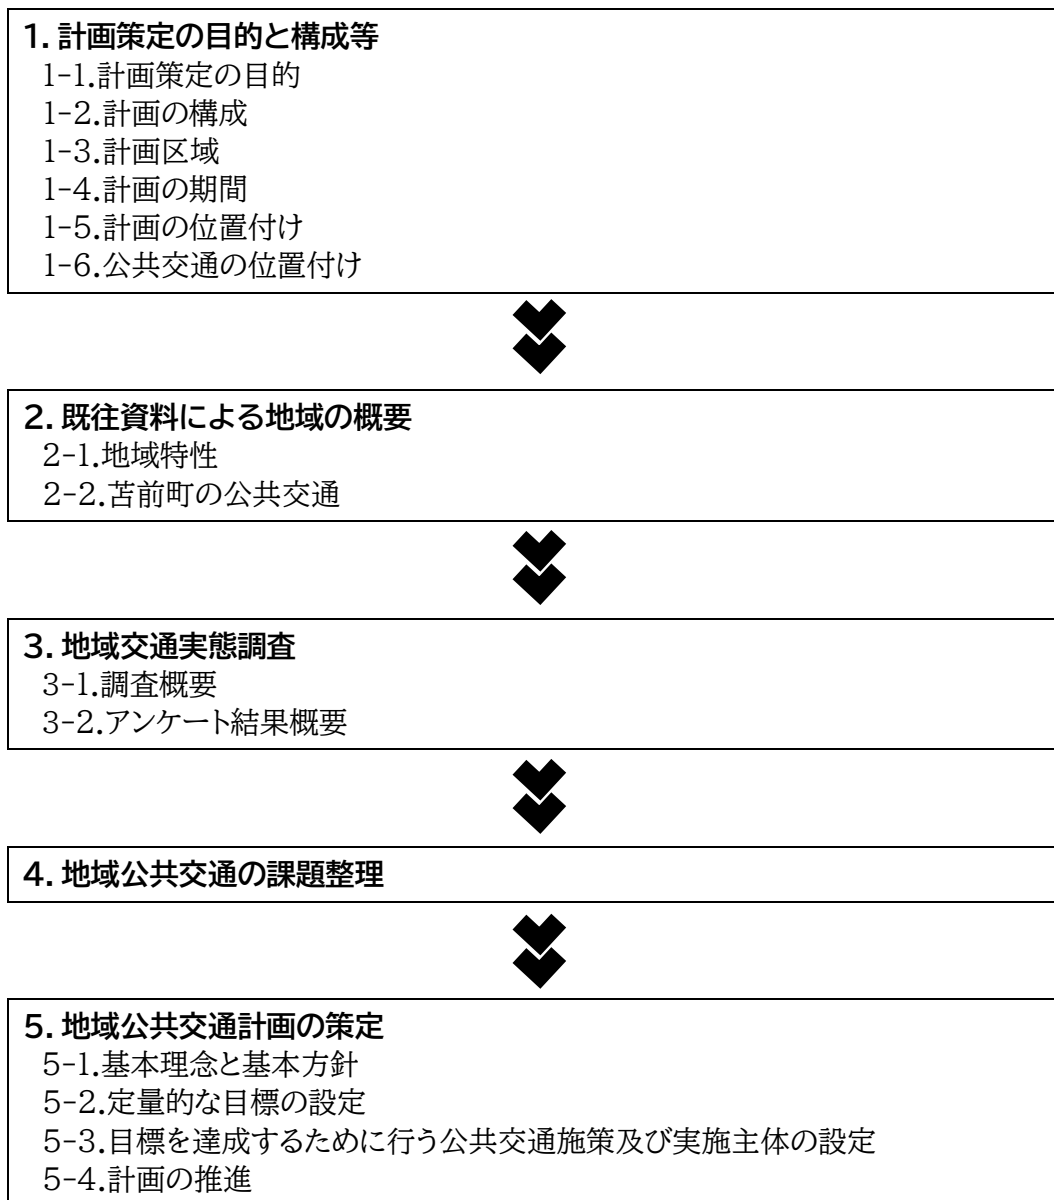 1. 計画策定の目的と構成等
1-1.計画策定の目的
1-2.計画の構成
1-3.計画区域
1-4.計画の期間
1-5.計画の位置付け
1-6.公共交通の位置付け
2. 既往資料による地域の概要
2-1.地域特性
2-2.苫前町の公共交通
3. 地域交通実態調査
3-1.調査概要
3-2.アンケート結果概要
4. 地域公共交通の課題整理
5. 地域公共交通計画の策定
5-1.基本理念と基本方針
5-2.定量的な目標の設定
5-3.目標を達成するために行う公共交通施策及び実施主体の設定
5-4.計画の推進